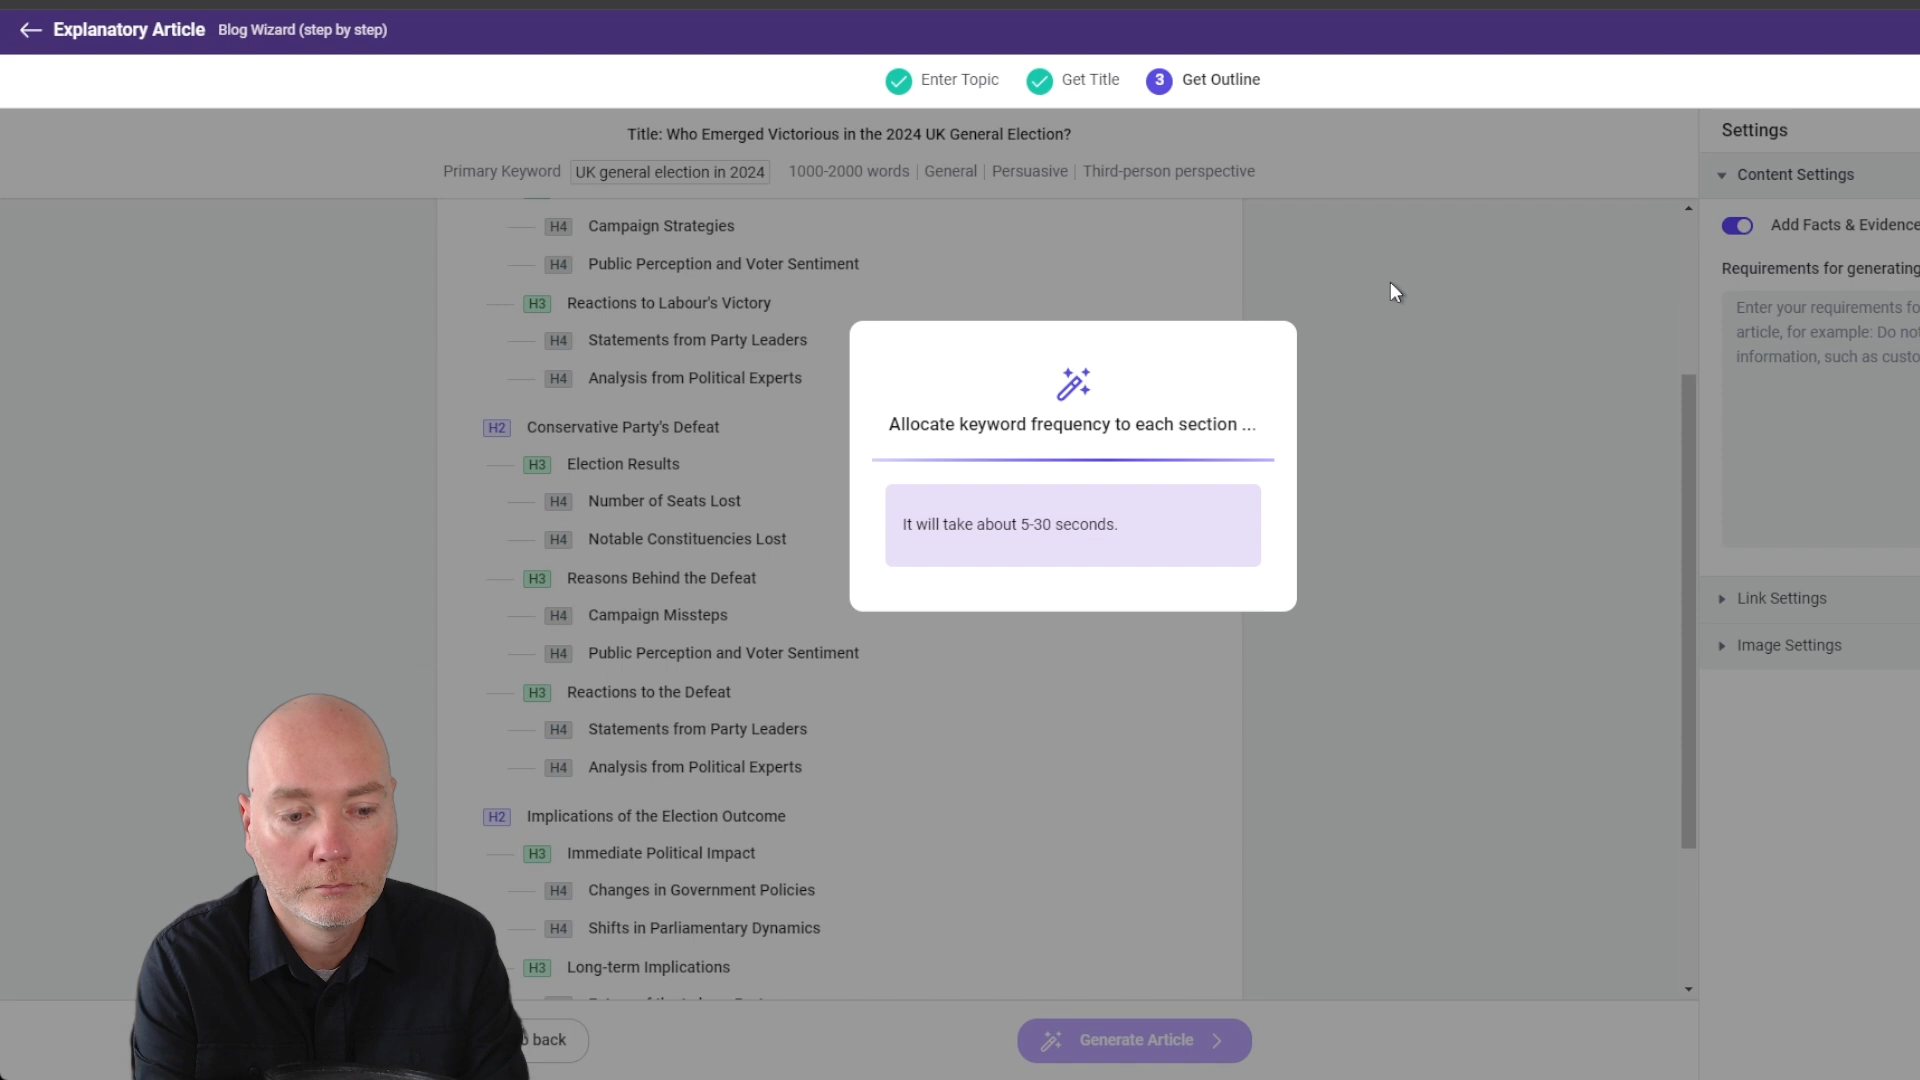 Explanatory Article Blog Wizard (step by step)
Enter Topic
Get Title
3 Get Outline
Title: Who Emerged Victorious in the 2024 UK General Election?
Primary Keyword UK general election in 2024 1000-2000 words General Persuasive Third-person perspective
H4 Campaign Strategies
H4 Public Perception and Voter Sentiment
H3 Reactions to Labour's Victory
H4 Statements from Party Leaders
H4 Analysis from Political Experts
H2 Conservative Party's Defeat
H3 Election Results
H4 Number of Seats Lost
H4 Notable Constituencies Lost
H3 Reasons Behind the Defeat
H4 Campaign Missteps
H4 Public Perception and Voter Sentiment
H3 Reactions to the Defeat
H4 Statements from Party Leaders
H4 Analysis from Political Experts
H2 Implications of the Election Outcome
H3 Immediate Political Impact
H4 Changes in Government Policies
H4 Shifts in Parliamentary Dynamics
H3 Long-term Implications
Allocate keyword frequency to each section ...
It will take about 5-30 seconds.
back
Generate Article
Settings
Content Settings
Add Facts & Evidence
Requirements for generating
Enter your requirements fo
article, for example: Do not
information, such as custo
Link Settings
Image Settings